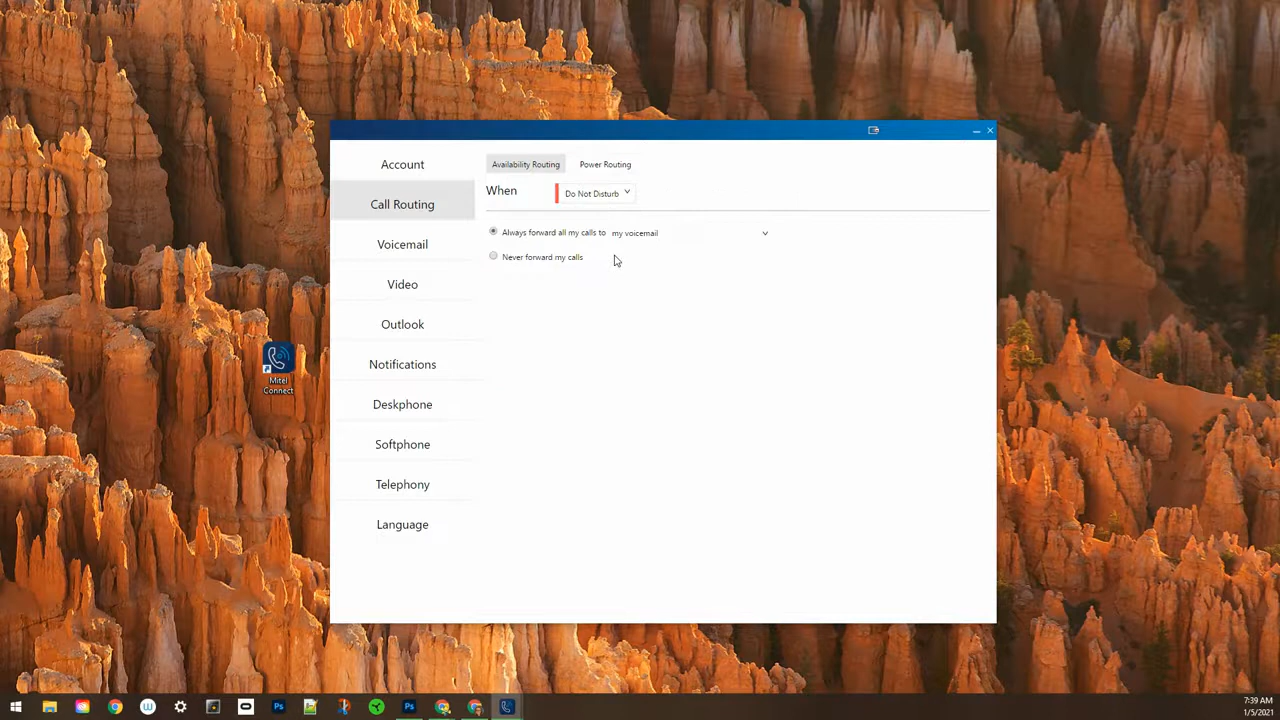 Account
Call Routing
Voicemail
Video
Outlook
Notifications
Deskphone
Softphone
Telephony
Language
Availability Routing
Power Routing
When
Do Not Disturb
Always forward all my calls to my voicemail
Never forward my calls
Mitel
Connect
Ps
Ps
7:39 AM
1/5/2021